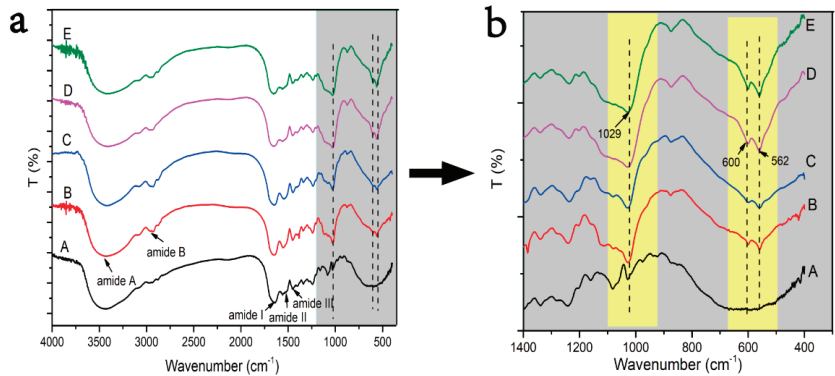 a
E
D
C
B
A
amide A
amide B
amide I
amide II
amide III
T (%)
4000 3500 3000 2500 2000 1500 1000 500
Wavenumber (cm⁻¹)
b
E
D
C
B
A
1029
600
562
T (%)
1400 1200 1000 800 600 400
Wavenumber (cm⁻¹)